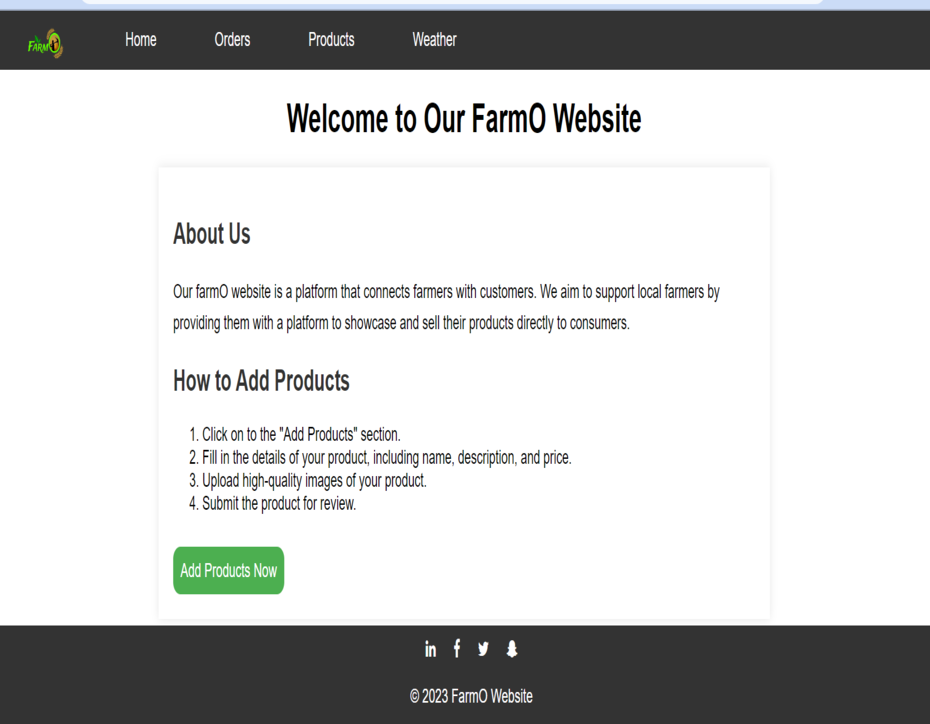 FARMO
Home Orders Products Weather
Welcome to Our FarmO Website
About Us
Our farmO website is a platform that connects farmers with customers. We aim to support local farmers by
providing them with a platform to showcase and sell their products directly to consumers.
How to Add Products
1. Click on to the "Add Products" section.
2. Fill in the details of your product, including name, description, and price.
3. Upload high-quality images of your product.
4. Submit the product for review.
Add Products Now
© 2023 FarmO Website